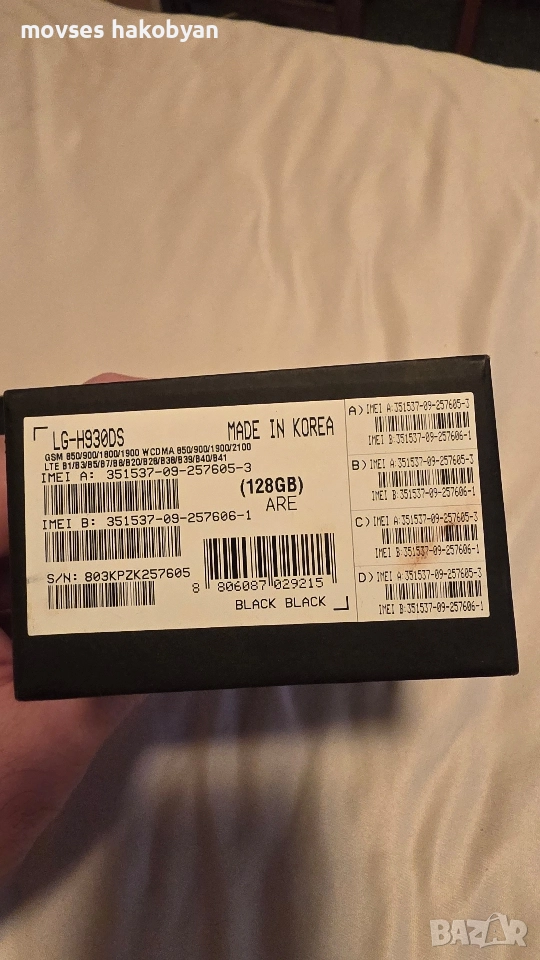 movses hakobyan
LG-H930DS
MADE IN KOREA
GSM 850/900/1800/1900 WCDMA 850/900/1900/2100
LTE B1/B3/B5/B7/B8/B20/B28/B38/B39/B40/B41
IMEI A: 351537-09-257605-3
(128GB)
ARE
IMEI B: 351537-09-257606-1
S/N: 803KPZK257605
8 806087 029215
BLACK BLACK
A) IMEI A:351537-09-257605-3
IMEI B:351537-09-257606-1
B) IMEI A:351537-09-257605-3
IMEI B:351537-09-257606-1
C) IMEI A:351537-09-257605-3
IMEI B:351537-09-257606-1
D) IMEI A:351537-09-257605-3
IMEI B:351537-09-257606-1
BAZAR